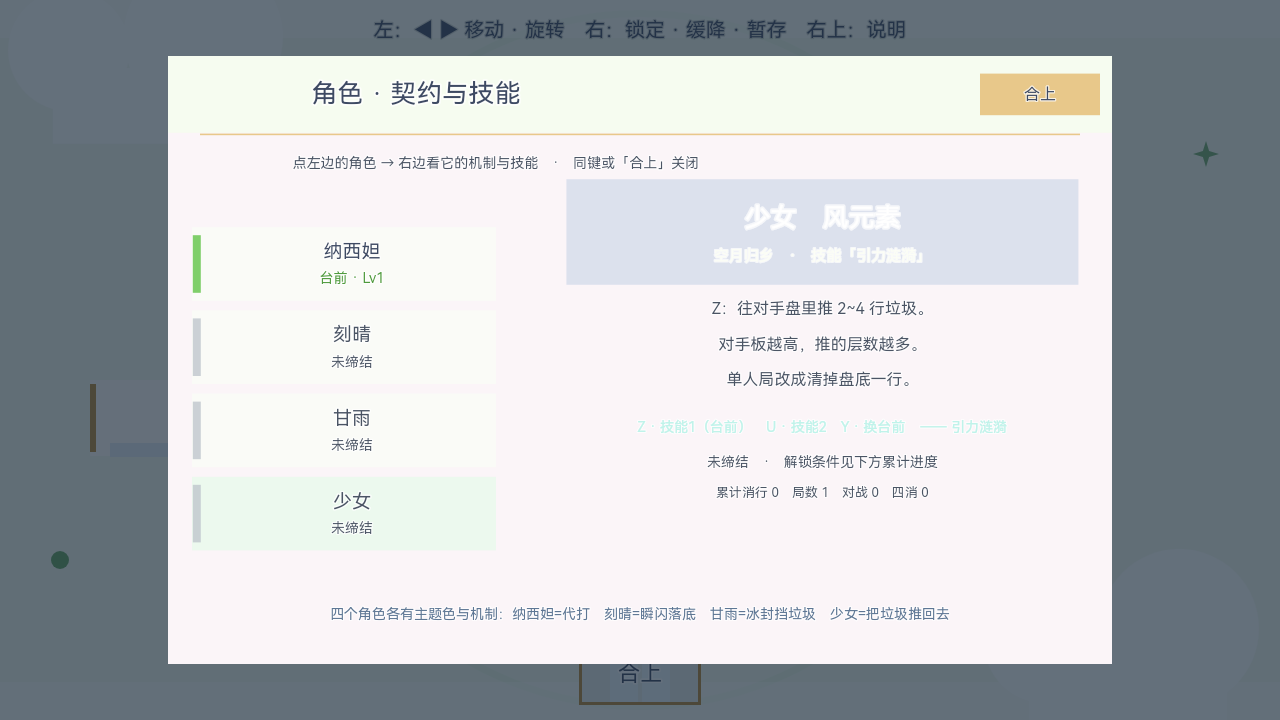 左：◀ ▶ 移动 · 旋转　右：锁定 · 缓降 · 暂存　右上：说明
角色 · 契约与技能
合上
点左边的角色 → 右边看它的机制与技能　·　同键或「合上」关闭
纳西妲
台前 · Lv1
刻晴
未缔结
甘雨
未缔结
少女
未缔结
少女　风元素
空月归乡　·　技能「引力涟漪」
Z：往对手盘里推 2~4 行垃圾。
对手板越高，推的层数越多。
单人局改成清掉盘底一行。
Z · 技能1（台前）　U · 技能2　Y · 换台前　—— 引力涟漪
未缔结　·　解锁条件见下方累计进度
累计消行 0　局数 1　对战 0　四消 0
四个角色各有主题色与机制：纳西妲=代打　刻晴=瞬闪落底　甘雨=冰封挡垃圾　少女=把垃圾推回去
合上